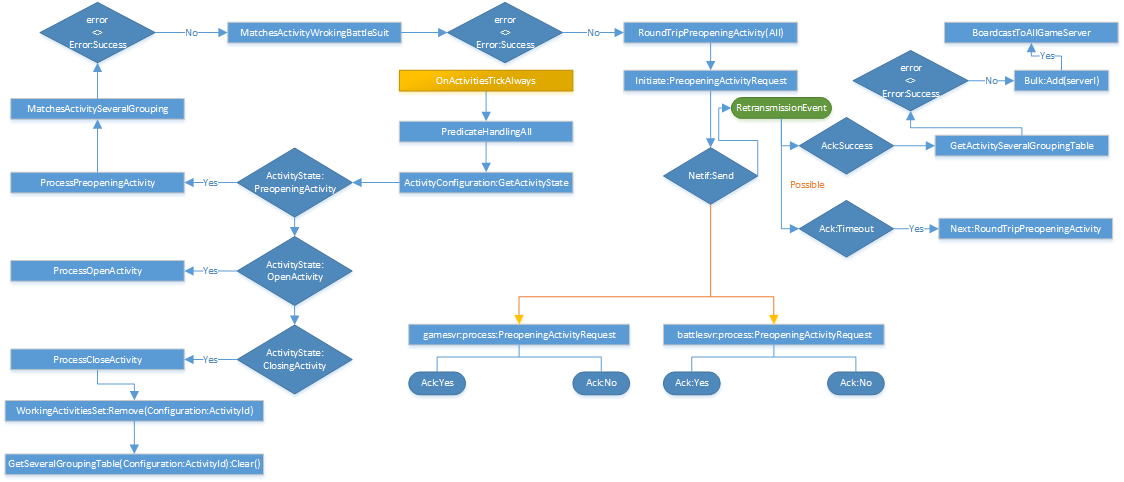 error
<>
Error:Success
No
MatchesActivityWrokingBattleSuit
error
<>
Error:Success
No
RoundTripPreopeningActivity(All)
BoardcastToAllGameServer
Yes
error
<>
Error:Success
No
Bulk:Add(serverI)
OnActivitiesTickAlways
Initiate:PreopeningActivityRequest
MatchesActivitySeveralGrouping
RetransmissionEvent
PredicateHandlingAll
Ack:Success
GetActivitySeveralGroupingTable
ProcessPreopeningActivity
Yes
ActivityState:
PreopeningActivity
ActivityConfiguration:GetActivityState
Netif:Send
Possible
Ack:Timeout
Yes
Next:RoundTripPreopeningActivity
ProcessOpenActivity
Yes
ActivityState:
OpenActivity
gamesvr:process:PreopeningActivityRequest
battlesvr:process:PreopeningActivityRequest
ProcessCloseActivity
Yes
ActivityState:
ClosingActivity
Ack:Yes
Ack:No
Ack:Yes
Ack:No
WorkingActivitiesSet:Remove(Configuration:ActivityId)
GetSeveralGroupingTable(Configuration:ActivityId):Clear()